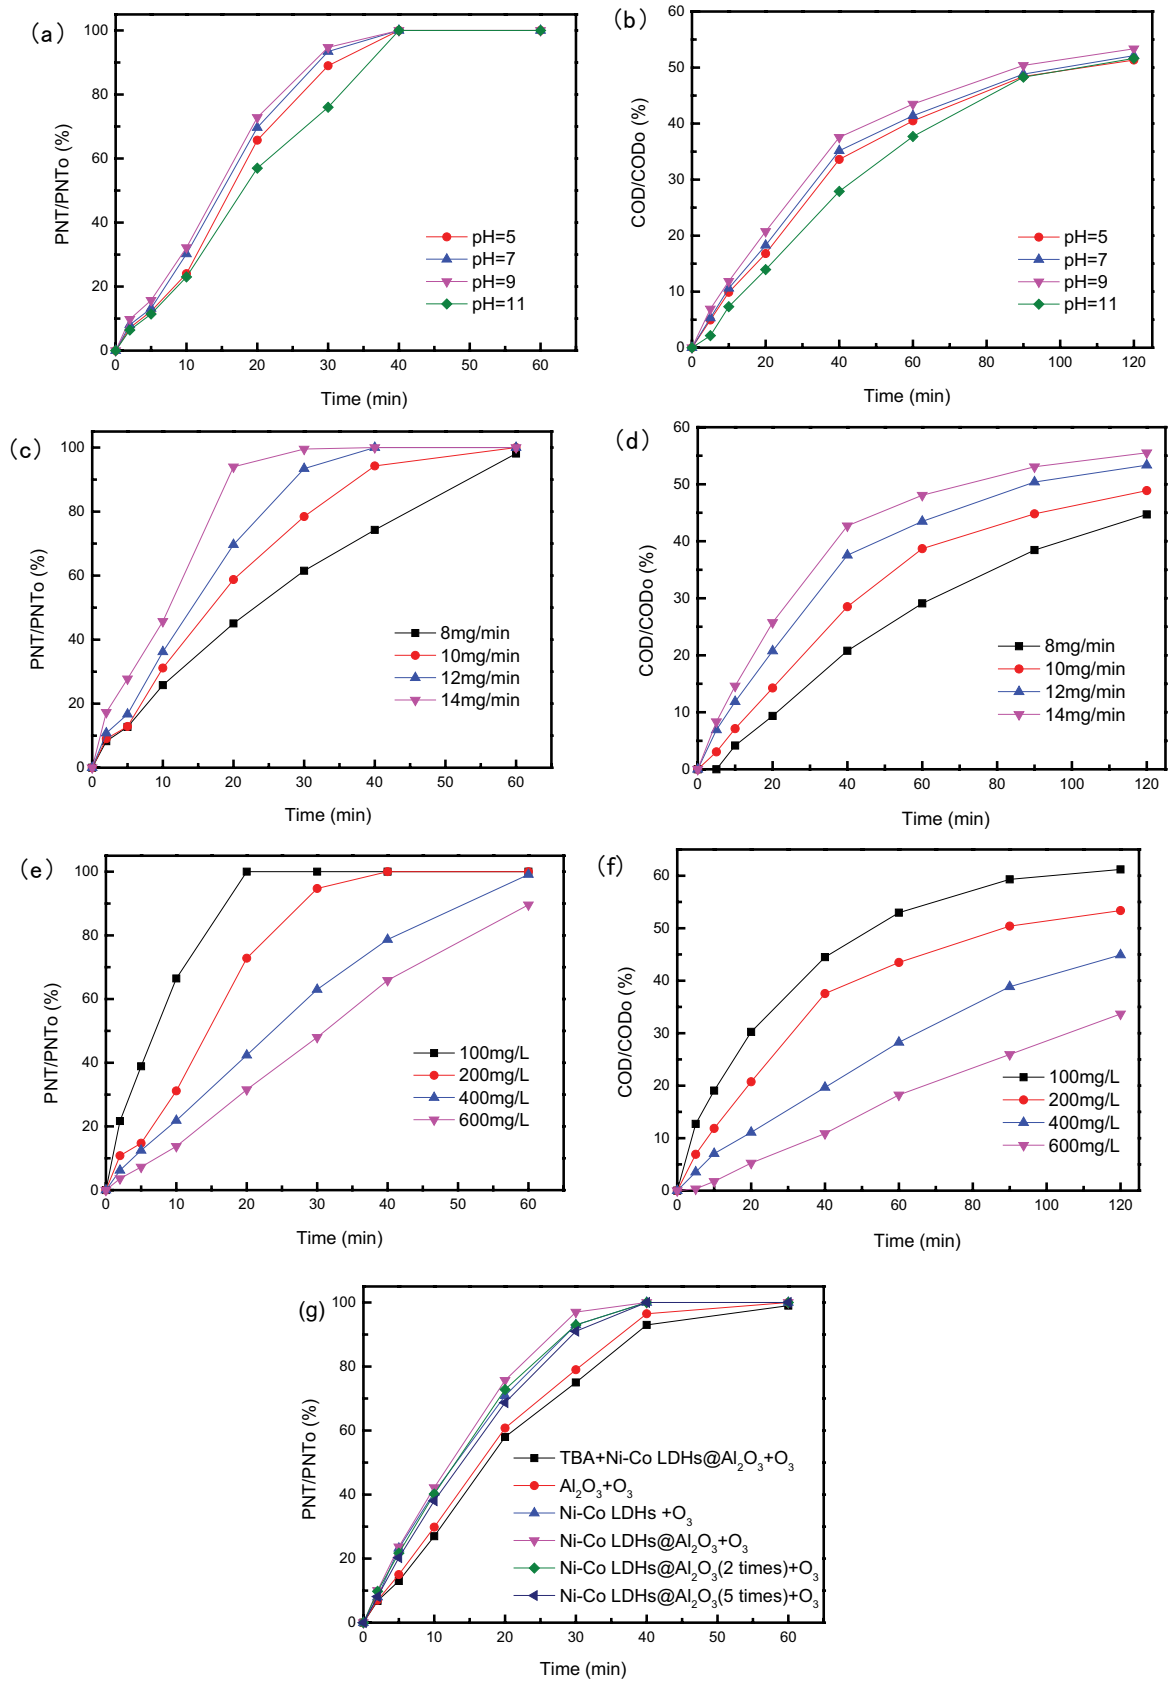 (a)
PNT/PNTo (%)
100
80
60
40
20
0
pH=5
pH=7
pH=9
pH=11
0 10 20 30 40 50 60
Time (min)
(b)
COD/CODo (%)
60
50
40
30
20
10
0
pH=5
pH=7
pH=9
pH=11
0 20 40 60 80 100 120
Time (min)
(c)
PNT/PNTo (%)
100
80
60
40
20
0
8mg/min
10mg/min
12mg/min
14mg/min
0 10 20 30 40 50 60
Time (min)
(d)
COD/CODo (%)
60
50
40
30
20
10
0
8mg/min
10mg/min
12mg/min
14mg/min
0 20 40 60 80 100 120
Time (min)
(e)
PNT/PNTo (%)
100
80
60
40
20
0
100mg/L
200mg/L
400mg/L
600mg/L
0 10 20 30 40 50 60
Time (min)
(f)
COD/CODo (%)
60
50
40
30
20
10
0
100mg/L
200mg/L
400mg/L
600mg/L
0 20 40 60 80 100 120
Time (min)
(g)
PNT/PNTo (%)
100
80
60
40
20
0
TBA+Ni-Co LDHs@Al₂O₃+O₃
Al₂O₃+O₃
Ni-Co LDHs +O₃
Ni-Co LDHs@Al₂O₃+O₃
Ni-Co LDHs@Al₂O₃(2 times)+O₃
Ni-Co LDHs@Al₂O₃(5 times)+O₃
0 10 20 30 40 50 60
Time (min)